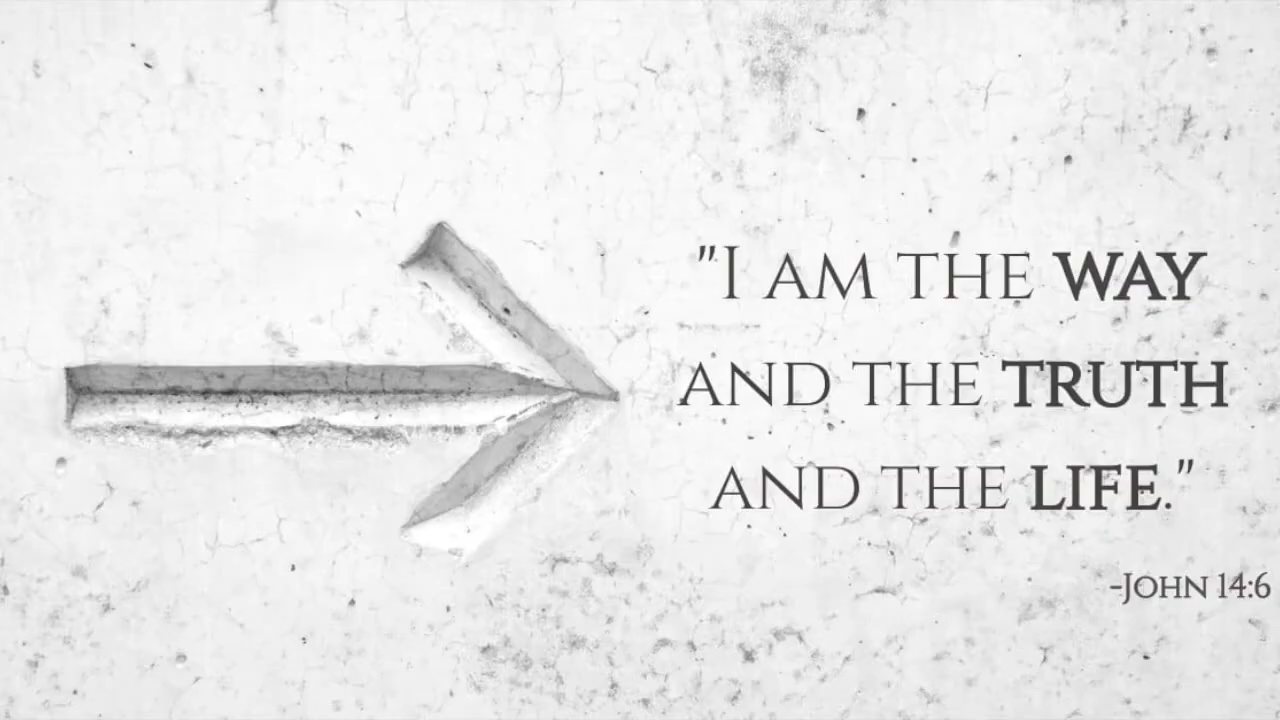 "I AM THE WAY
AND THE TRUTH
AND THE LIFE."
-JOHN 14:6